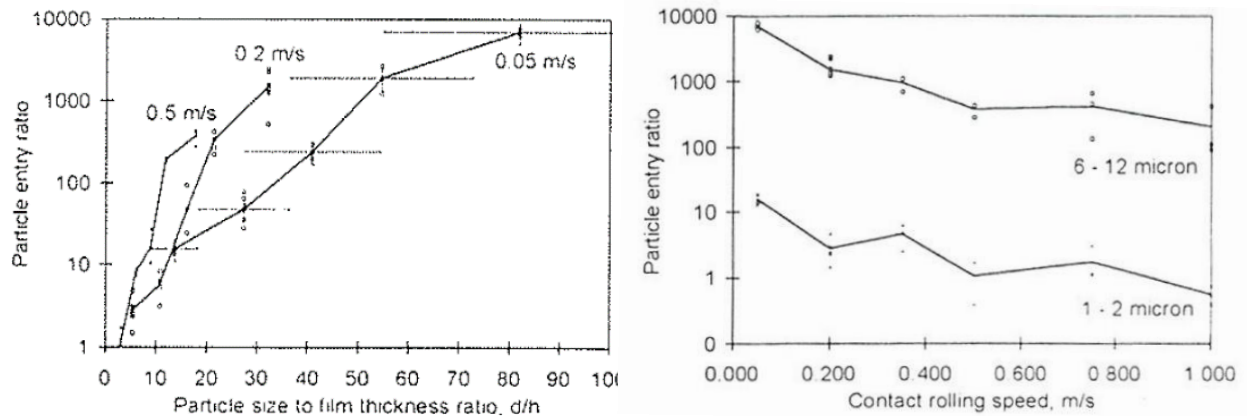 10000
1000
100
10
1
Particle entry ratio
0.5 m/s
0.2 m/s
0.05 m/s
0 10 20 30 40 50 60 70 80 90 100
Particle size to film thickness ratio, d/h
10000
1000
100
10
1
0
Particle entry ratio
6 - 12 micron
1 - 2 micron
0.000 0.200 0.400 0.600 0.800 1.000
Contact rolling speed, m/s